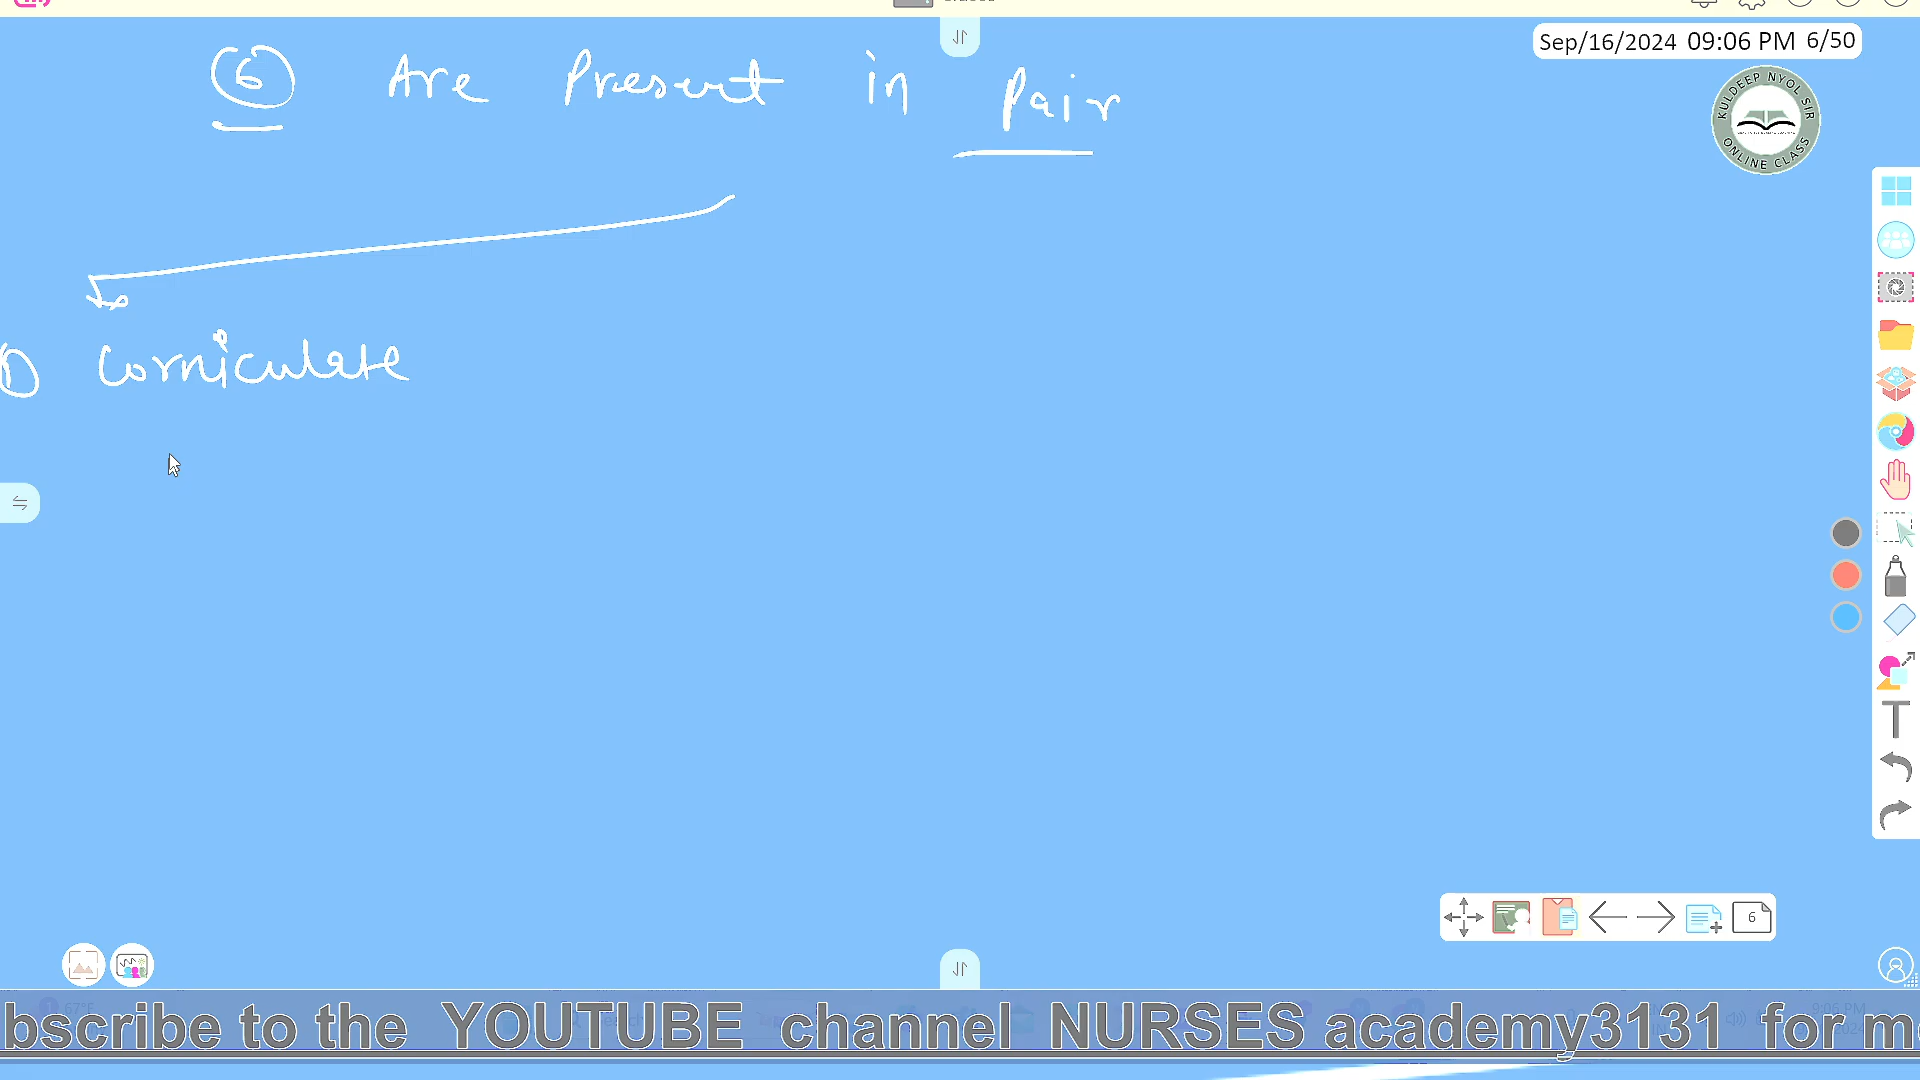 Sep/16/2024 09:06 PM 6/50
⑥ Are Present in Pair
KULDEEP NYOL SIR
ONLINE CLASS
① Corniculate
6
bscribe to the YOUTUBE channel NURSES academy3131 for m